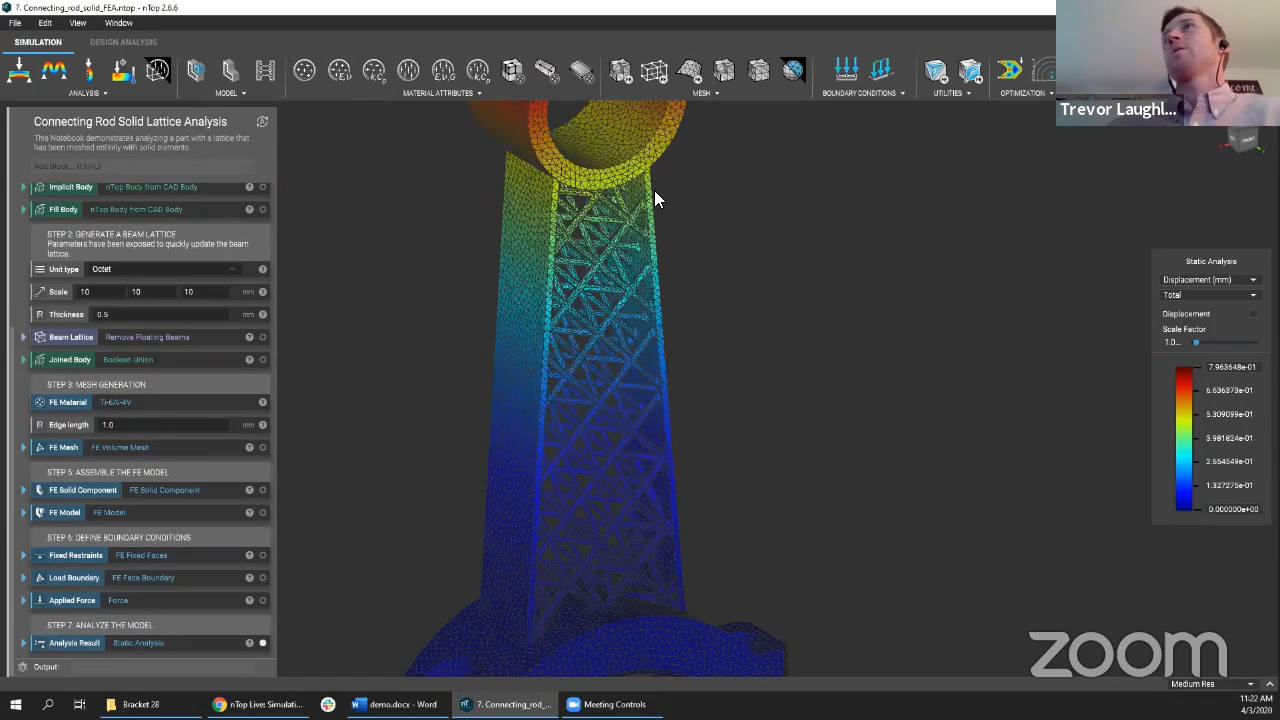 7. Connecting_rod_solid_FEA.ntop - nTop 2.6.6
File Edit View Window
SIMULATION DESIGN ANALYSIS
ANALYSIS MODEL MATERIAL ATTRIBUTES MESH BOUNDARY CONDITIONS UTILITIES OPTIMIZATION
Trevor Laughl...
Connecting Rod Solid Lattice Analysis
This Notebook demonstrates analyzing a part with a lattice that has been
meshed entirely with solid elements.
Add Block... (Ctrl-L)
Implicit Body nTop Body from CAD Body
Fill Body nTop Body from CAD Body
STEP 2: GENERATE A BEAM LATTICE
Parameters have been exposed to quickly update the beam
lattice.
Unit type Octet
Scale 10 10 10 mm
R Thickness 0.5 mm
Beam Lattice Remove Floating Beams
Joined Body Boolean Union
STEP 3: MESH GENERATION
FE Material Ti-6Al-4V
R Edge length 1.0 mm
FE Mesh FE Volume Mesh
STEP 5: ASSEMBLE THE FE MODEL
FE Solid Component FE Solid Component
FE Model FE Model
STEP 6: DEFINE BOUNDARY CONDITIONS
Fixed Restraints FE Fixed Faces
Load Boundary FE Face Boundary
Applied Force Force
STEP 7: ANALYZE THE MODEL
Analysis Result Static Analysis
Output:
Static Analysis
Displacement (mm)
Total
Displacement
Scale Factor
1.0...
7.963648e-01
6.636373e-01
5.309099e-01
3.981824e-01
2.654549e-01
1.327275e-01
0.000000e+00
zoom
Medium Res
Bracket 28
nTop Live: Simulati...
demo.docx - Word
7. Connecting_rod_s...
Meeting Controls
11:22 AM
4/3/2020